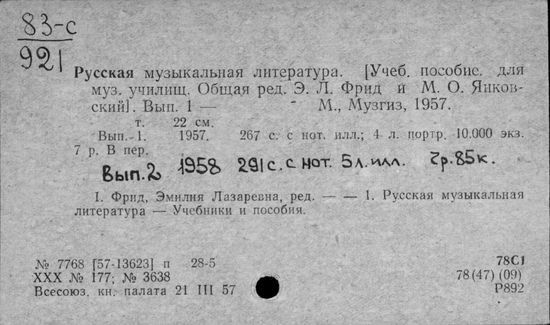 83-с
921
Русская музыкальная литература. [Учеб. пособие. для
муз. училищ. Общая ред. Э. Л. Фрид и М. О. Янков-
ский]. Вып. 1 — М., Музгиз, 1957.
т. 22 см.
Вып. 1. 1957. 267 с. с нот. илл.; 4 л. портр. 10.000 экз.
7 р. В пер.
Вып. 2 1958 291 с. с нот. 5 л. илл. 7р. 85к.
I. Фрид, Эмилия Лазаревна, ред. — — 1. Русская музыкальная
литература — Учебники и пособия.
№ 7768 [57-13623] п 28-5 78С1
XXX № 177; № 3638 78(47) (09)
Всесоюз. кн. палата 21 III 57 Р892